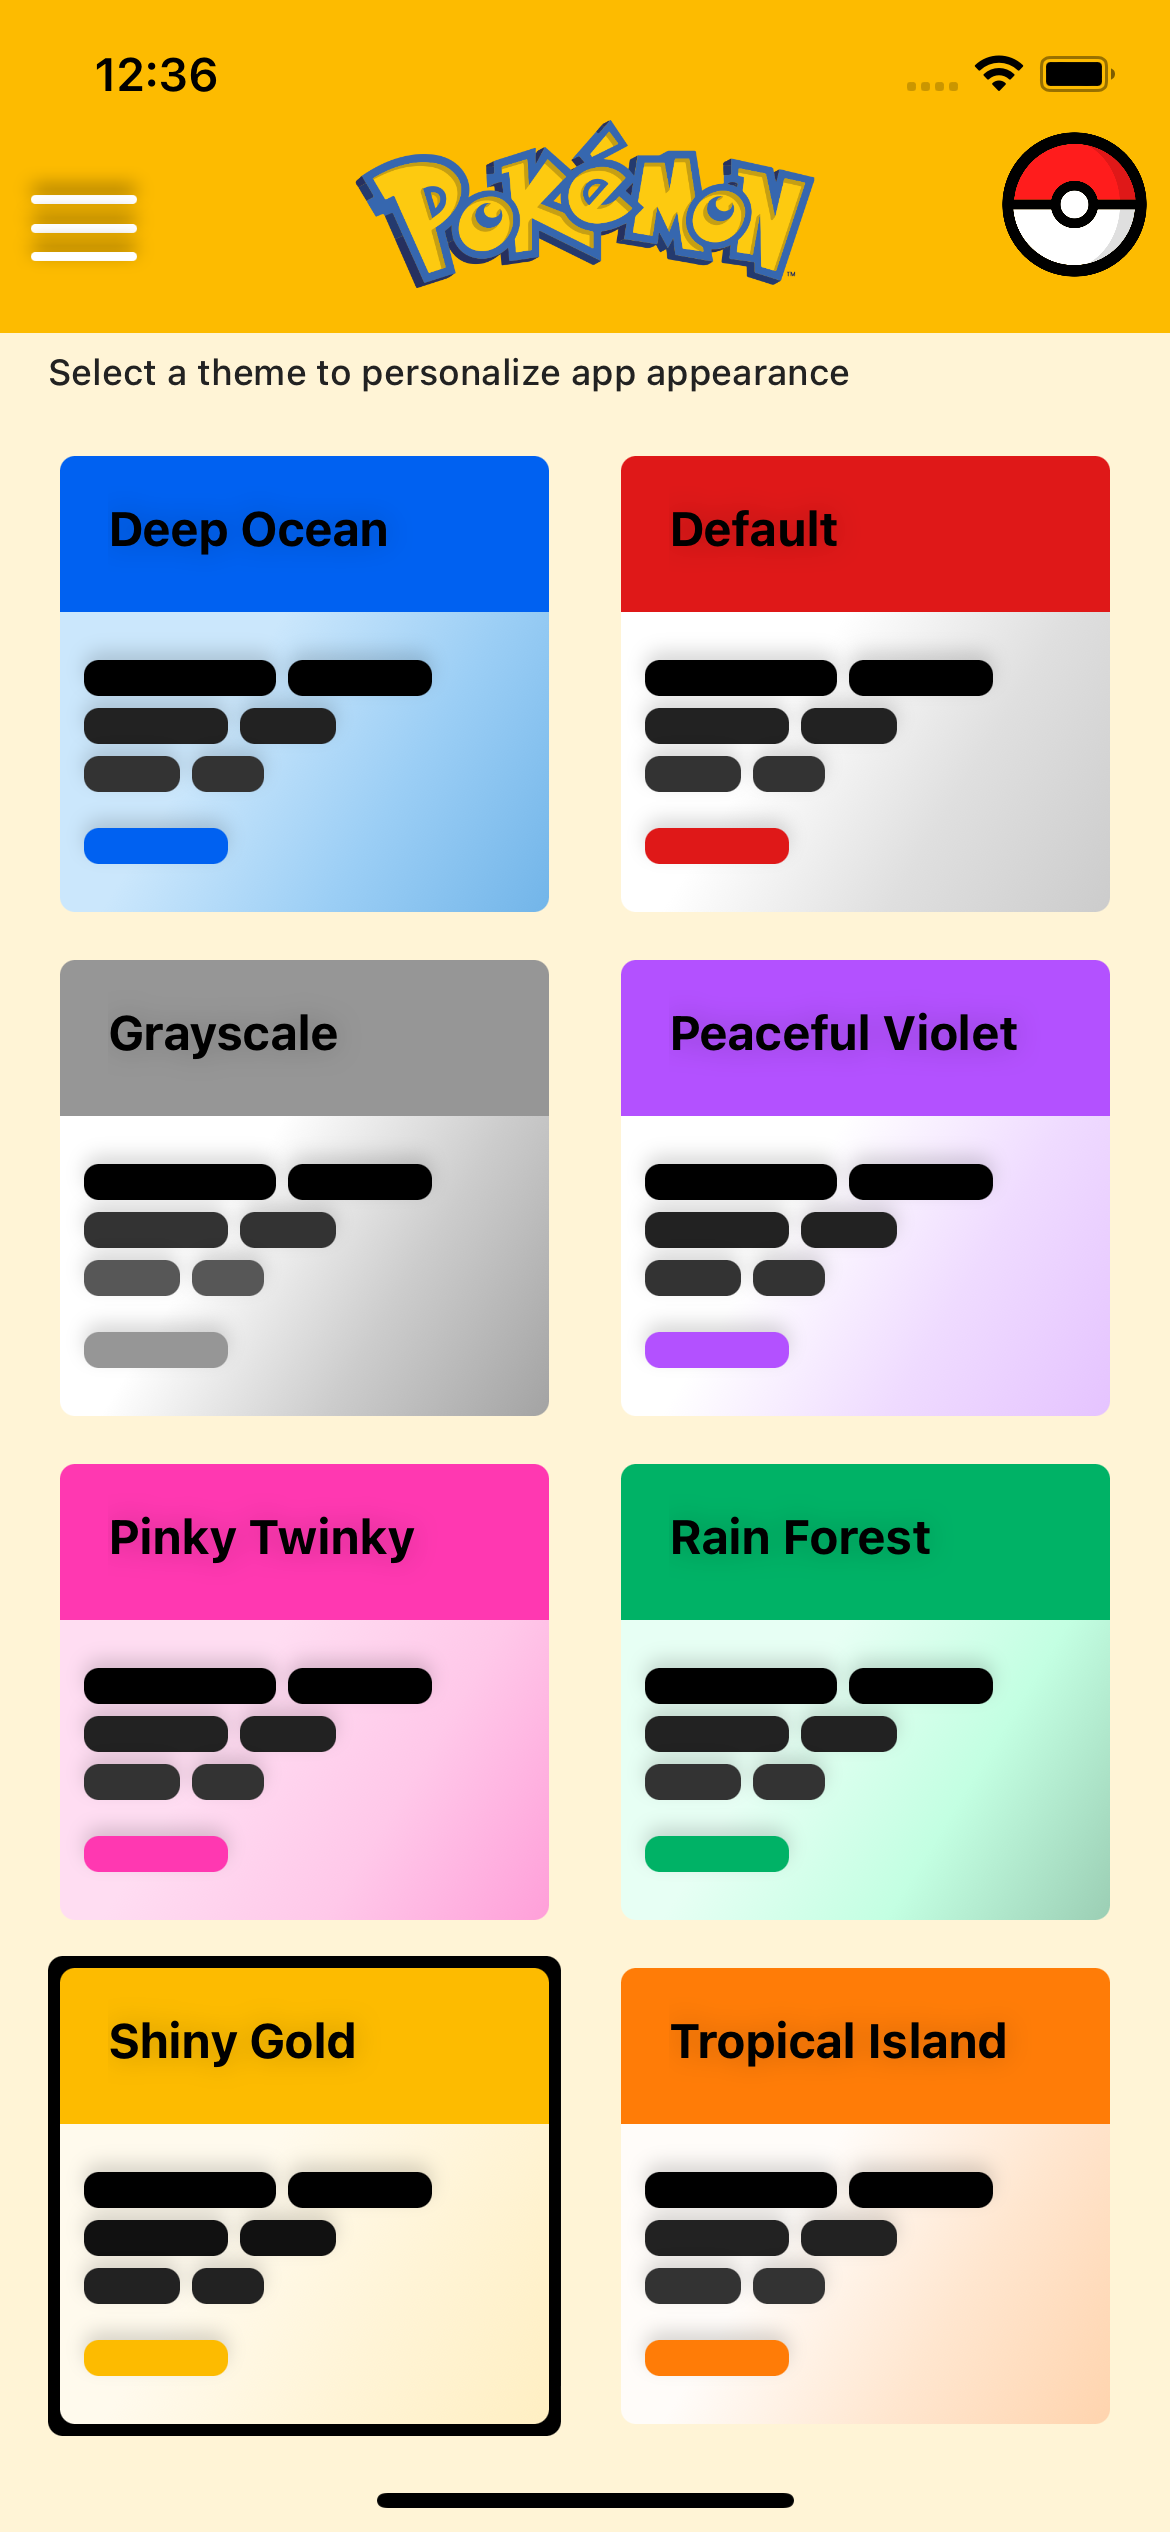 12:36
POKéMON
™
Select a theme to personalize app appearance
Deep Ocean
Default
Grayscale
Peaceful Violet
Pinky Twinky
Rain Forest
Shiny Gold
Tropical Island